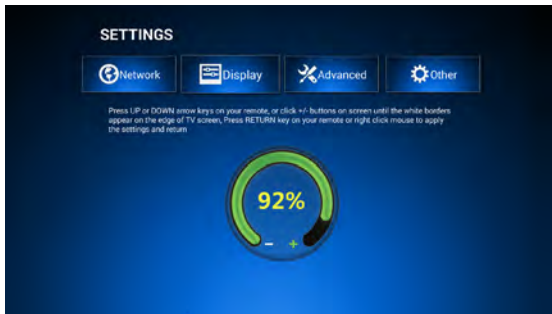 SETTINGS
Network Display Advanced Other
Press UP or DOWN arrow keys on your remote, or click +/- buttons on screen until the white borders
appear on the edge of TV screen, Press RETURN key on your remote or right click mouse to apply
the settings and return
92%
- +